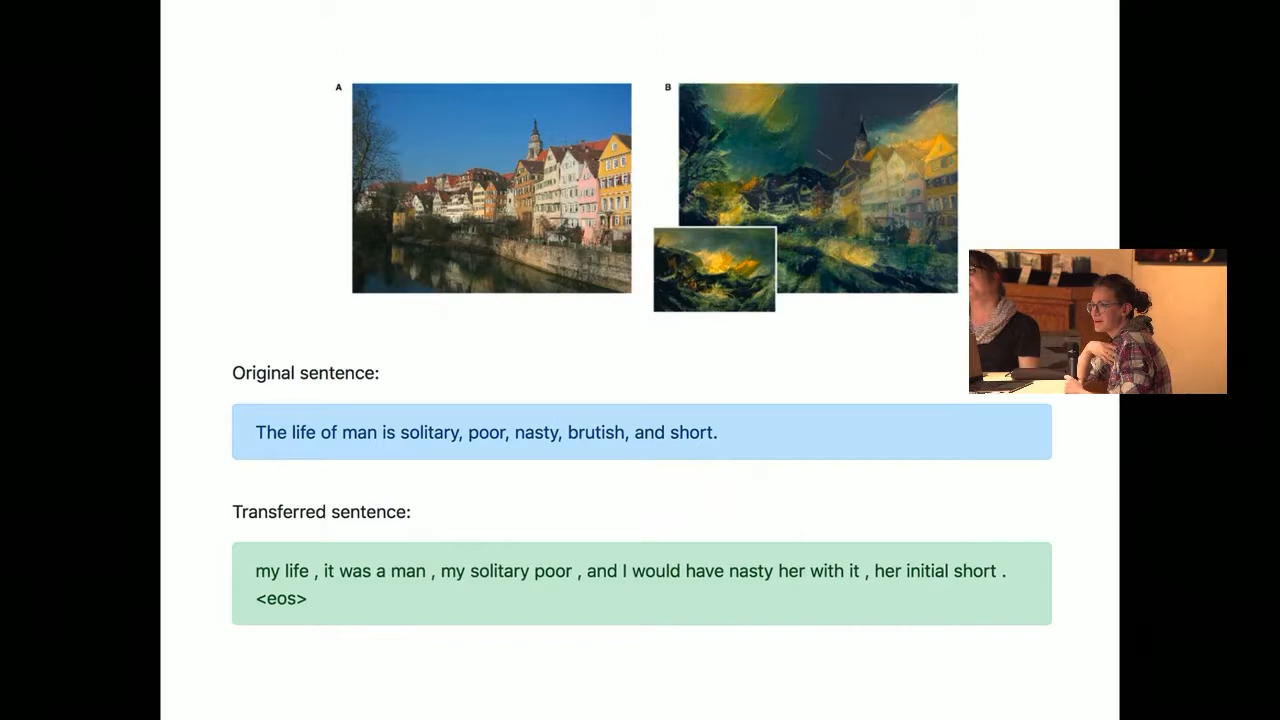 A
B
Original sentence:
The life of man is solitary, poor, nasty, brutish, and short.
Transferred sentence:
my life , it was a man , my solitary poor , and I would have nasty her with it , her initial short .
<eos>